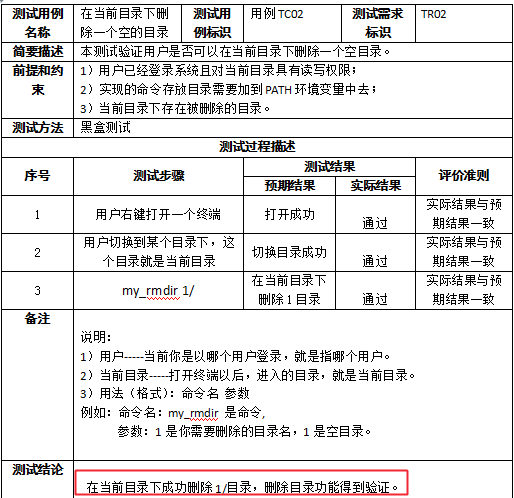 测试用例名称 在当前目录下删除一个空的目录 测试用例标识 用例TC02 测试需求标识 TR02
简要描述 本测试验证用户是否可以在当前目录下删除一个空目录。
前提和约束 1）用户已经登录系统且对当前目录具有读写权限；
2）实现的命令存放目录需要加到PATH环境变量中去；
3）当前目录下存在被删除的目录。
测试方法 黑盒测试
测试过程描述
序号 测试步骤 测试结果 评价准则
预期结果 实际结果
1 用户右键打开一个终端 打开成功 通过 实际结果与预期结果一致
2 用户切换到某个目录下，这个目录就是当前目录 切换目录成功 通过 实际结果与预期结果一致
3 my_rmdir 1/ 在当前目录下删除1目录 通过 实际结果与预期结果一致
备注
说明：
1）用户-----当前你是以哪个用户登录，就是指哪个用户。
2）当前目录-----打开终端以后，进入的目录，就是当前目录。
3）用法（格式）：命令名 参数
例如：命令名：my_rmdir 是命令,
参数：1是你需要删除的目录名，1是空目录。
测试结论 在当前目录下成功删除1/目录，删除目录功能得到验证。